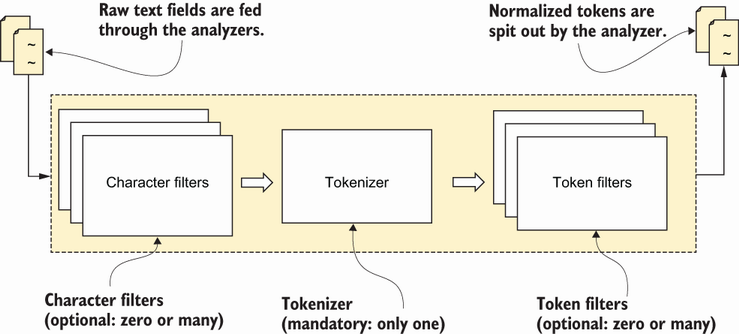 Raw text fields are fed
through the analyzers.
Normalized tokens are
spit out by the analyzer.
Character filters
Tokenizer
Token filters
Character filters
(optional: zero or many)
Tokenizer
(mandatory: only one)
Token filters
(optional: zero or many)